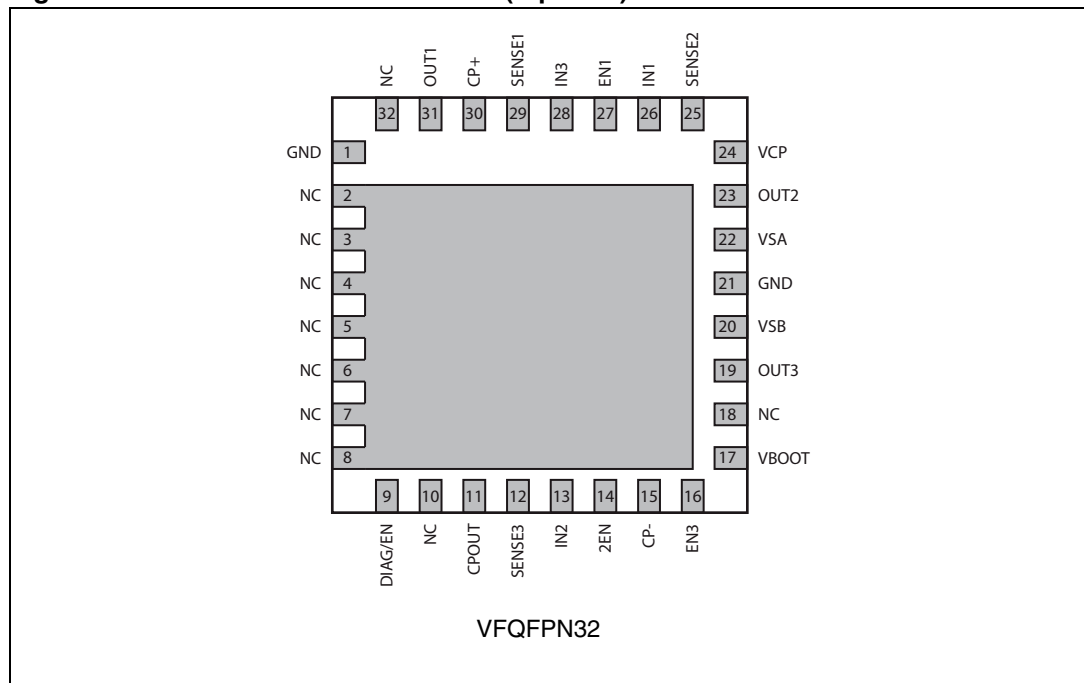 32 31 30 29 28 27 26 25
NC OUT1 CP+ SENSE1 IN3 EN1 IN1 SENSE2
GND 1
NC 2
NC 3
NC 4
NC 5
NC 6
NC 7
NC 8
24 VCP
23 OUT2
22 VSA
21 GND
20 VSB
19 OUT3
18 NC
17 VBOOT
9 10 11 12 13 14 15 16
DIAG/EN NC CPOUT SENSE3 IN2 2EN CP- EN3
VFQFPN32